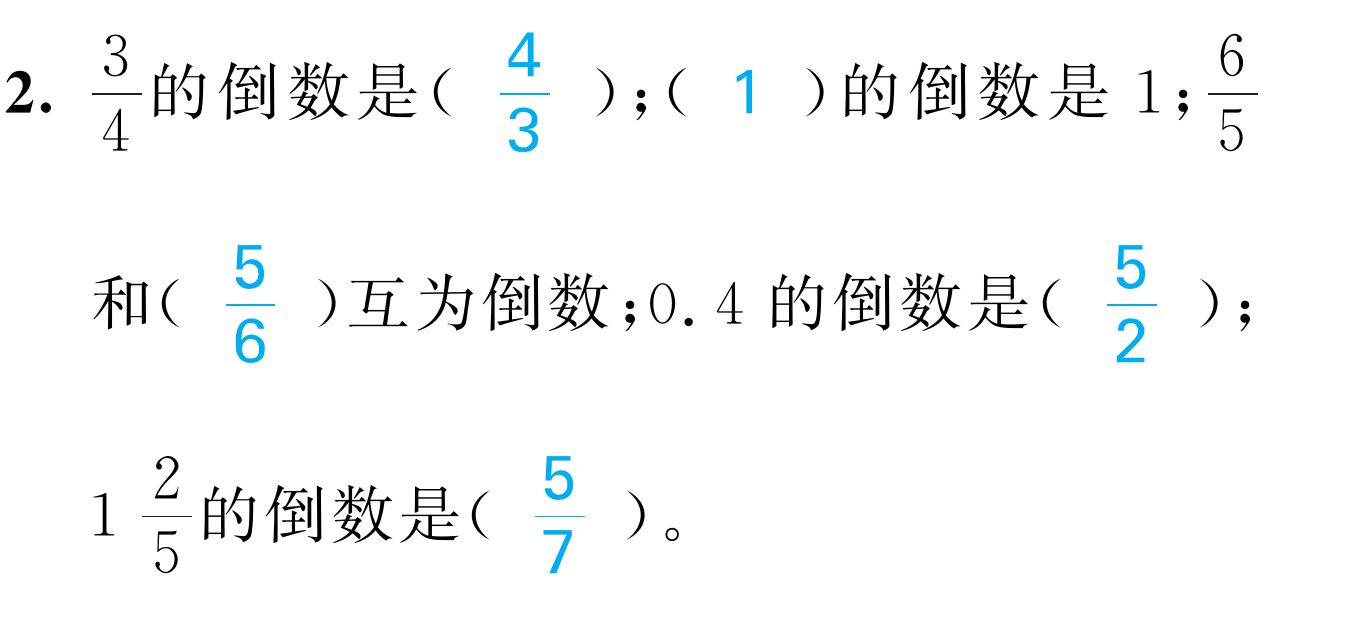 2. 3/4的倒数是( 4/3 );( 1 )的倒数是 1;6/5
和( 5/6 )互为倒数;0.4 的倒数是( 5/2 );
1 2/5的倒数是( 5/7 )。